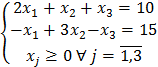 2x₁ + x₂ + x₃ = 10
−x₁ + 3x₂−x₃ = 15
xⱼ ≥ 0 ∀ j = 1,3̅